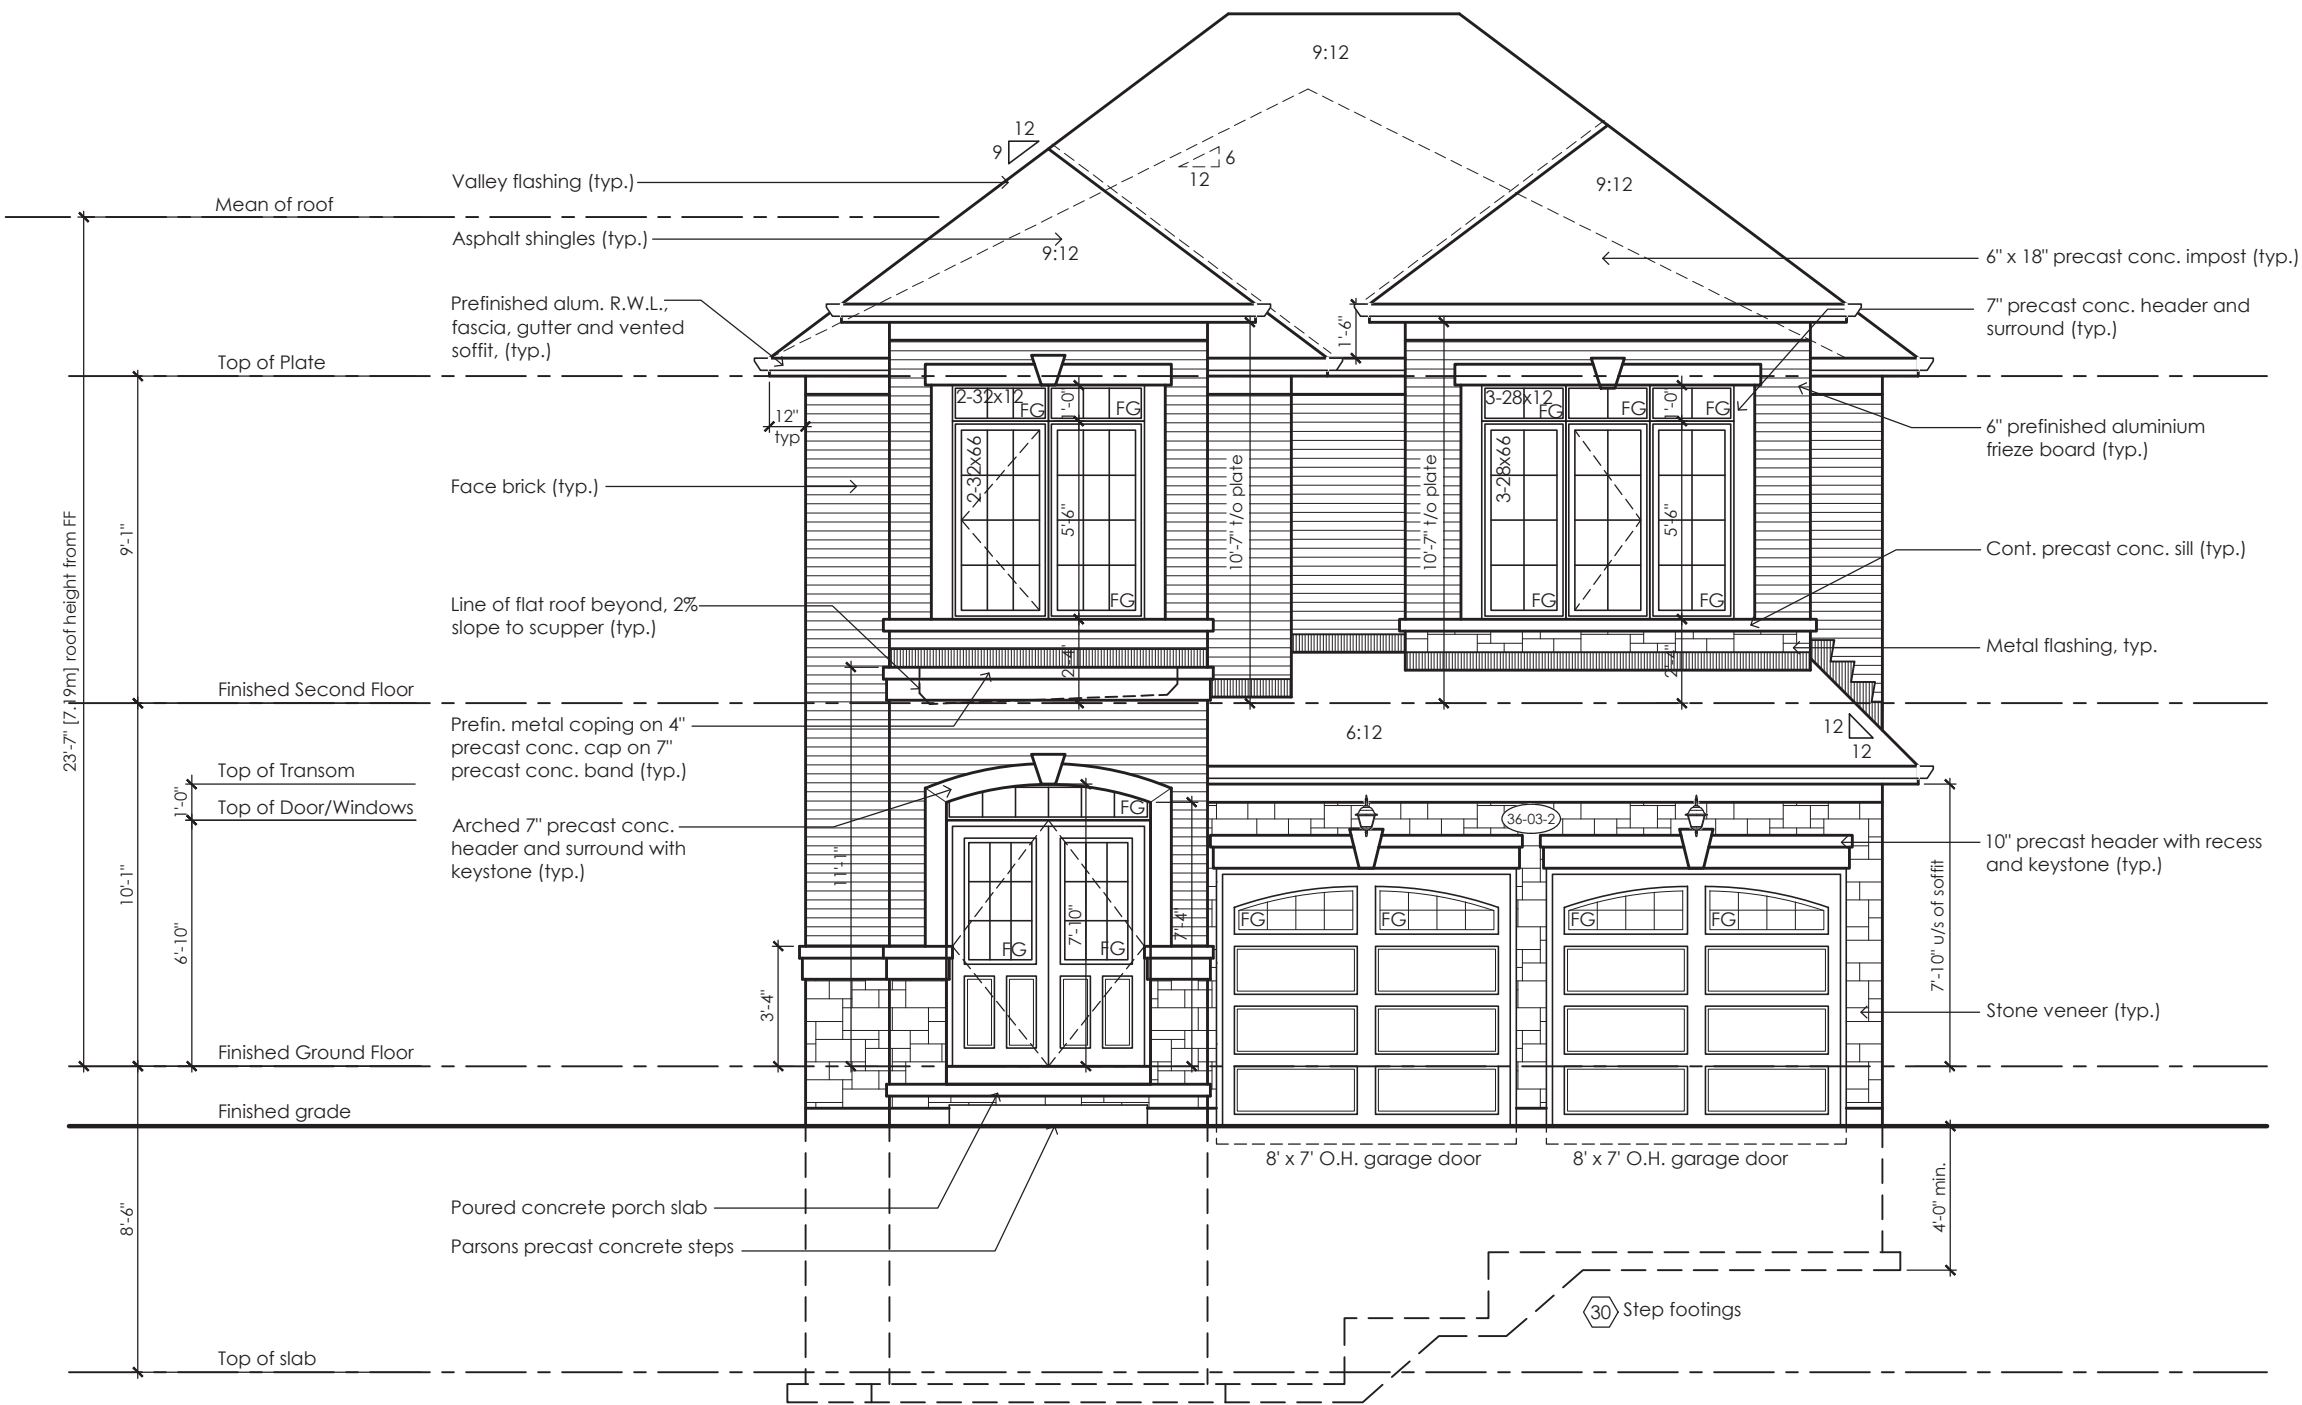 9:12
12
9
6
12
Valley flashing (typ.)
9:12
Mean of roof
Asphalt shingles (typ.)
9:12
6" x 18" precast conc. impost (typ.)
Prefinished alum. R.W.L.,
fascia, gutter and vented
soffit, (typ.)
7" precast conc. header and
surround (typ.)
1'-6"
Top of Plate
2-32x12
FG
1'-0"
FG
3-28x12
FG
FG
1'-0"
FG
12"
typ
6" prefinished aluminium
frieze board (typ.)
2-32x66
10'-7" t/o plate
10'-7" t/o plate
3-28x66
Face brick (typ.)
5'-6"
5'-6"
9'-1"
23'-7" [7.19m] roof height from FF
Cont. precast conc. sill (typ.)
FG
FG
FG
Line of flat roof beyond, 2%
slope to scupper (typ.)
2'-4"
2'-4"
Metal flashing, typ.
Finished Second Floor
Prefin. metal coping on 4"
precast conc. cap on 7"
precast conc. band (typ.)
6:12
12
12
Top of Transom
1'-0"
Top of Door/Windows
FG
36-03-2
Arched 7" precast conc.
header and surround with
keystone (typ.)
10" precast header with recess
and keystone (typ.)
11'-1"
10'-1"
6'-10"
7'-10"
7'-4"
FG
FG
FG
FG
FG
FG
7'-10" u/s of soffit
3'-4"
Stone veneer (typ.)
Finished Ground Floor
Finished grade
8' x 7' O.H. garage door
8' x 7' O.H. garage door
4'-0" min.
8'-6"
Poured concrete porch slab
Parsons precast concrete steps
30
Step footings
Top of slab